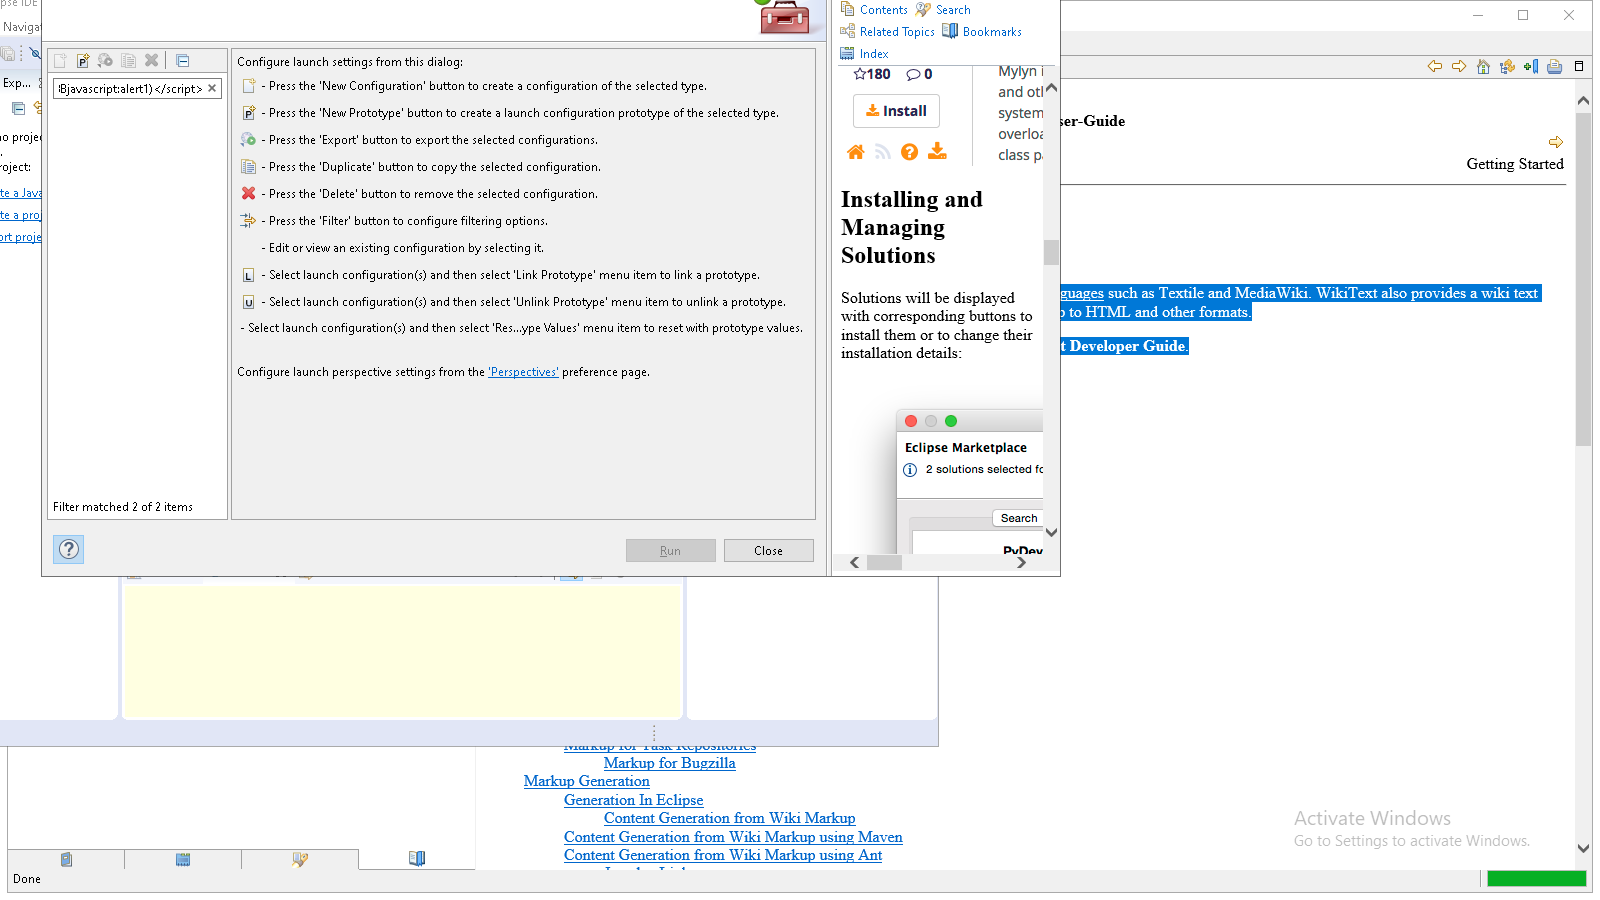 pse IDE
Naviga
Exp...
no proje
roject:
te a Java
te a proj
ort proje
Bjavascript:alert1)</script>
Filter matched 2 of 2 items
Configure launch settings from this dialog:
- Press the 'New Configuration' button to create a configuration of the selected type.
- Press the 'New Prototype' button to create a launch configuration prototype of the selected type.
- Press the 'Export' button to export the selected configurations.
- Press the 'Duplicate' button to copy the selected configuration.
- Press the 'Delete' button to remove the selected configuration.
- Press the 'Filter' button to configure filtering options.
- Edit or view an existing configuration by selecting it.
- Select launch configuration(s) and then select 'Link Prototype' menu item to link a prototype.
- Select launch configuration(s) and then select 'Unlink Prototype' menu item to unlink a prototype.
- Select launch configuration(s) and then select 'Res...ype Values' menu item to reset with prototype values.
Configure launch perspective settings from the 'Perspectives' preference page.
Run
Close
Contents Search
Related Topics Bookmarks
Index
180 0
Install
Mylyn i
and oth
system
overloa
class pa
Installing and
Managing
Solutions
Solutions will be displayed
with corresponding buttons to
install them or to change their
installation details:
Eclipse Marketplace
2 solutions selected fo
Search
PyDev
ser-Guide
Getting Started
guages such as Textile and MediaWiki. WikiText also provides a wiki text
p to HTML and other formats.
t Developer Guide.
Markup for Task Repositories
Markup for Bugzilla
Markup Generation
Generation In Eclipse
Content Generation from Wiki Markup
Content Generation from Wiki Markup using Maven
Content Generation from Wiki Markup using Ant
Activate Windows
Go to Settings to activate Windows.
Done